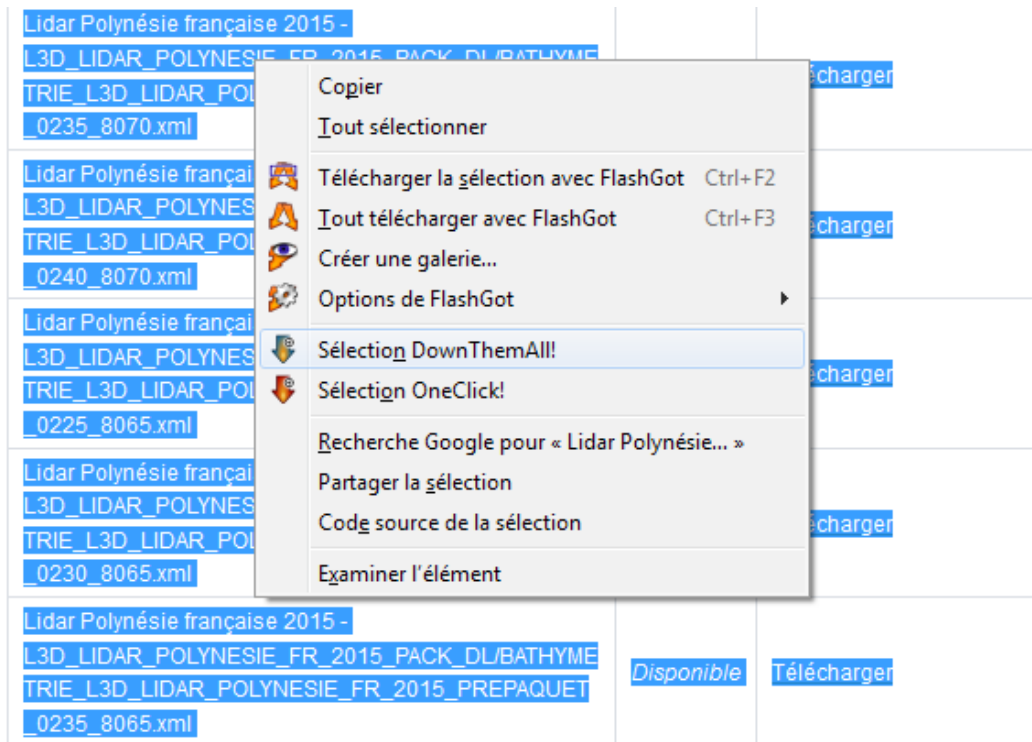 Lidar Polynésie française 2015 -
L3D_LIDAR_POLYNESIE_FR_2015_PACK_DL/BATHYME
TRIE_L3D_LIDAR_POL
_0235_8070.xml
écharger
Lidar Polynésie françai
L3D_LIDAR_POLYNES
TRIE_L3D_LIDAR_POL
_0240_8070.xml
écharger
Lidar Polynésie françai
L3D_LIDAR_POLYNES
TRIE_L3D_LIDAR_POL
_0225_8065.xml
écharger
Lidar Polynésie françai
L3D_LIDAR_POLYNES
TRIE_L3D_LIDAR_POL
_0230_8065.xml
écharger
Lidar Polynésie française 2015 -
L3D_LIDAR_POLYNESIE_FR_2015_PACK_DL/BATHYME
TRIE_L3D_LIDAR_POLYNESIE_FR_2015_PREPAQUET
_0235_8065.xml
Disponible
Télécharger
Copier
Tout sélectionner
Télécharger la sélection avec FlashGot Ctrl+F2
Tout télécharger avec FlashGot Ctrl+F3
Créer une galerie...
Options de FlashGot
Sélection DownThemAll!
Sélection OneClick!
Recherche Google pour « Lidar Polynésie... »
Partager la sélection
Code source de la sélection
Examiner l'élément